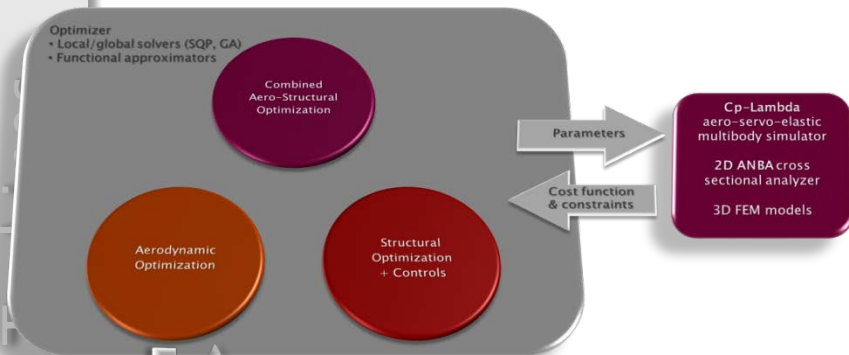 Optimizer
• Local/global solvers (SQP, GA)
• Functional approximators
Combined
Aero-Structural
Optimization
Parameters
Cp-Lambda
aero-servo-elastic
multibody simulator
2D ANBA cross
sectional analyzer
3D FEM models
Cost function
& constraints
Aerodynamic
Optimization
Structural
Optimization
+ Controls